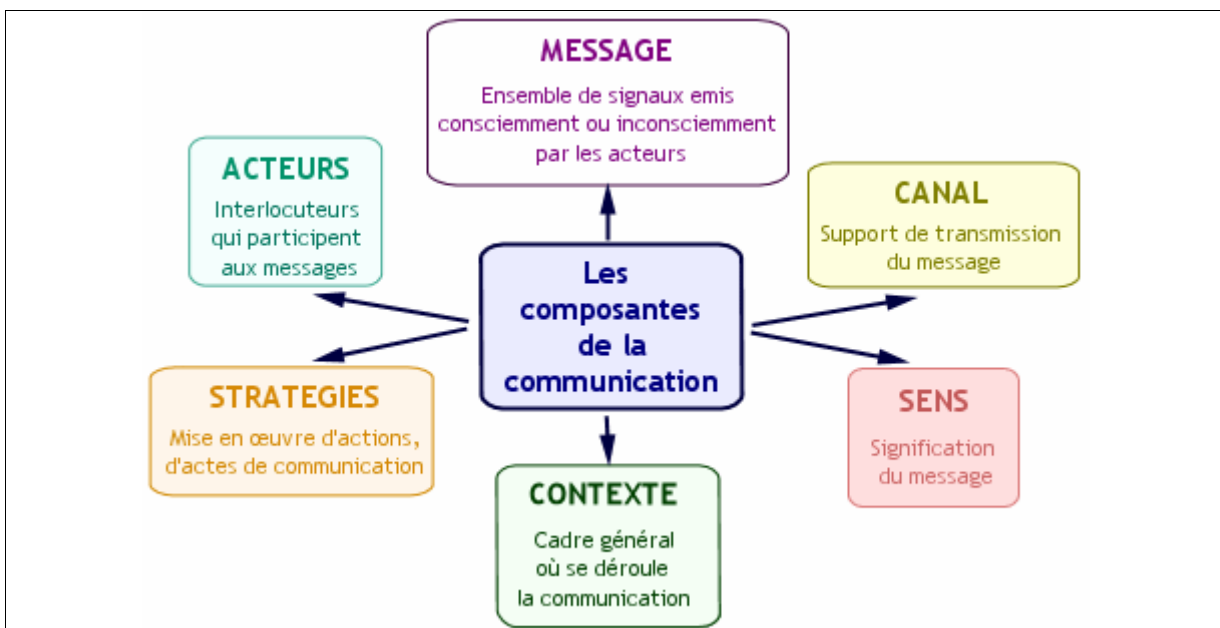 MESSAGE
Ensemble de signaux emis
consciemment ou inconsciemment
par les acteurs
ACTEURS
Interlocuteurs
qui participent
aux messages
CANAL
Support de transmission
du message
Les
composantes
de la
communication
STRATEGIES
Mise en œuvre d'actions,
d'actes de communication
SENS
Signification
du message
CONTEXTE
Cadre général
où se déroule
la communication